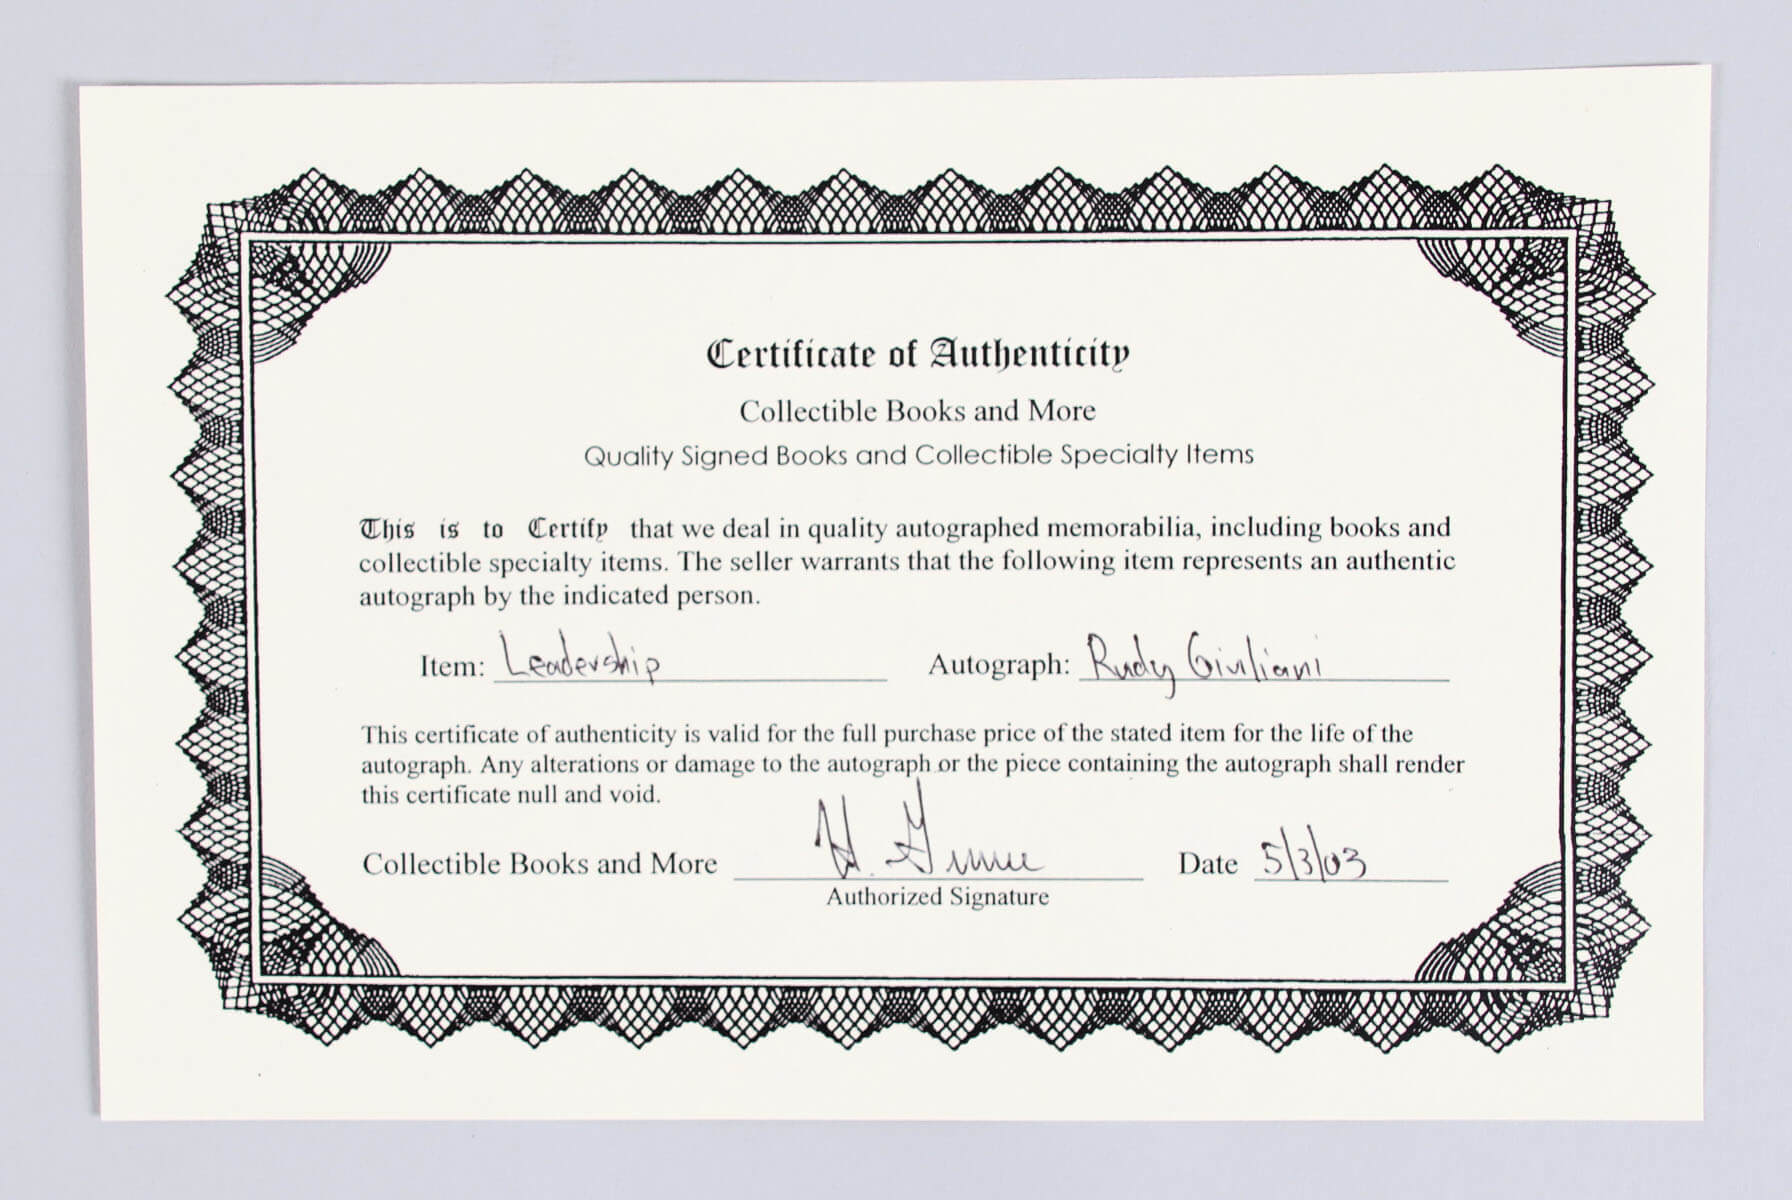 Certificate of Authenticity
Collectible Books and More
Quality Signed Books and Collectible Specialty Items
This is to Certify that we deal in quality autographed memorabilia, including books and
collectible specialty items. The seller warrants that the following item represents an authentic
autograph by the indicated person.
Item: Leadership Autograph: Rudy Giuliani
This certificate of authenticity is valid for the full purchase price of the stated item for the life of the
autograph. Any alterations or damage to the autograph or the piece containing the autograph shall render
this certificate null and void.
Collectible Books and More H. Date 5/3/03
Authorized Signature